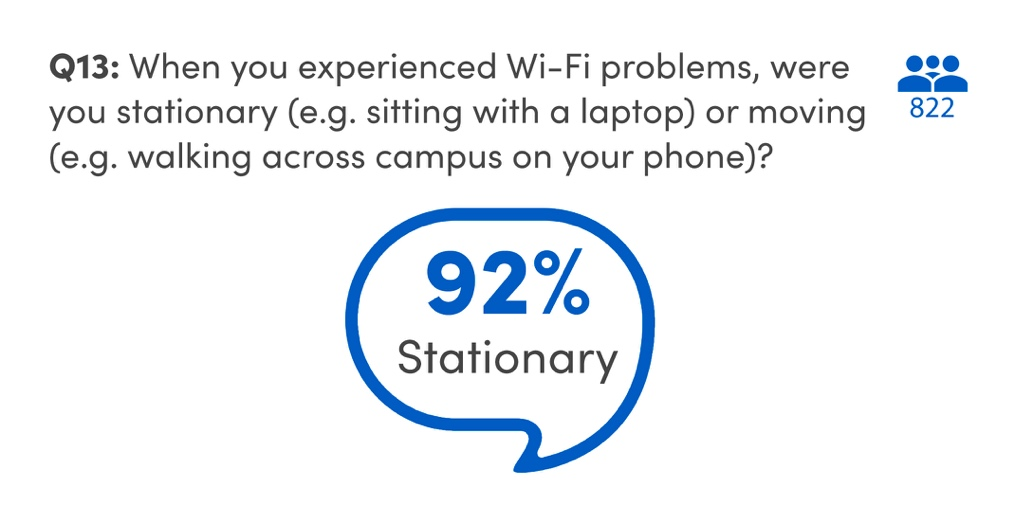 Q13: When you experienced Wi-Fi problems, were
you stationary (e.g. sitting with a laptop) or moving
(e.g. walking across campus on your phone)?
822
92%
Stationary